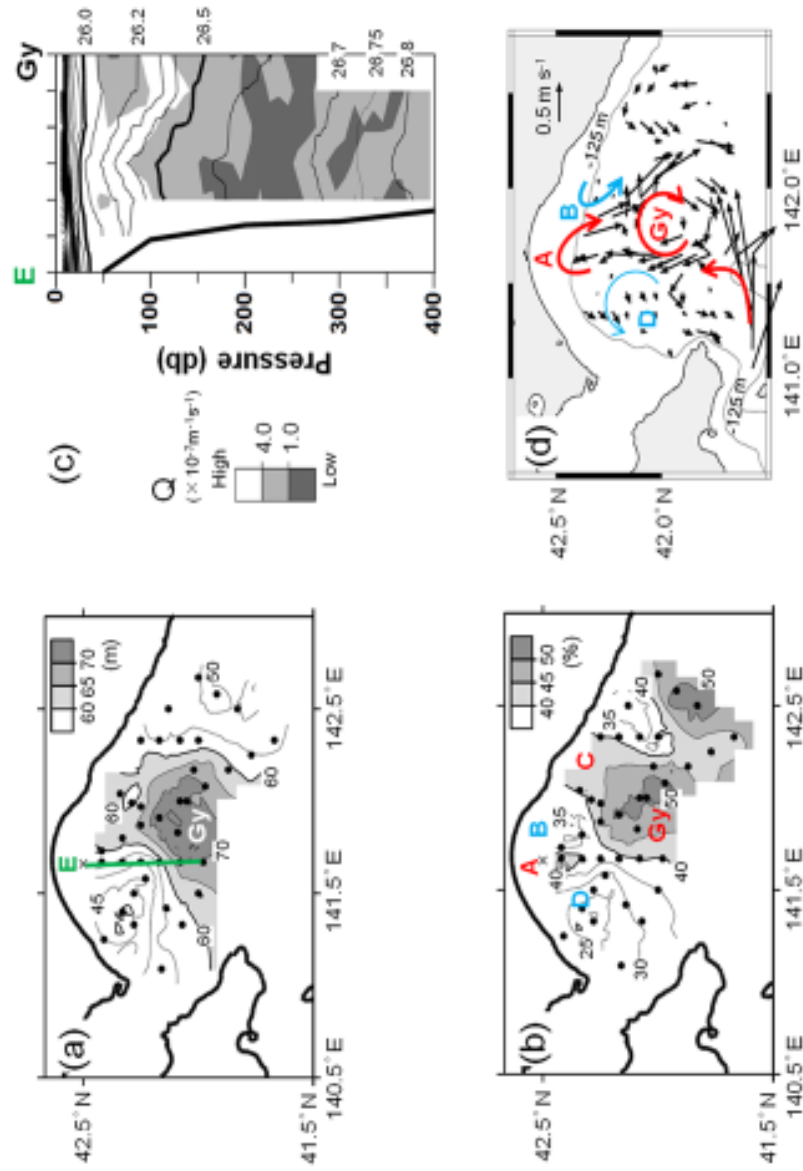 (a)
42.5° N
41.5° N
140.5° E
141.5° E
142.5° E
E
Gy
45
60
60
60
70
50
60 65 70
(m)
(b)
42.5° N
41.5° N
140.5° E
141.5° E
142.5° E
A
B
C
D
Gy
25
30
35
35
40
40
40
50
50
40 45 50
(%)
(c)
Q
(× 10⁻⁷m⁻¹s⁻¹)
High
4.0
1.0
Low
E
Gy
0
100
200
300
400
Pressure (db)
26.0
26.2
26.5
26.7
26.75
26.8
(d)
42.5° N
42.0° N
141.0° E
142.0° E
0.5 m s⁻¹
-125 m
-125 m
A
B
D
Gy